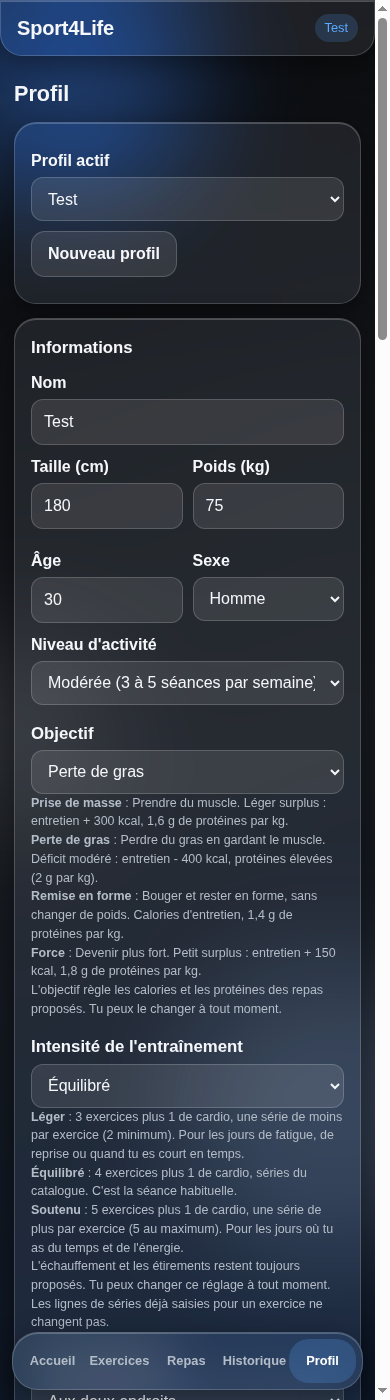 Sport4Life
Test
Profil
Profil actif
Test
Nouveau profil
Informations
Nom
Test
Taille (cm)
Poids (kg)
180
75
Âge
Sexe
30
Homme
Niveau d'activité
Modérée (3 à 5 séances par semaine)
Objectif
Perte de gras
Prise de masse : Prendre du muscle. Léger surplus :
entretien + 300 kcal, 1,6 g de protéines par kg.
Perte de gras : Perdre du gras en gardant le muscle.
Déficit modéré : entretien - 400 kcal, protéines élevées
(2 g par kg).
Remise en forme : Bouger et rester en forme, sans
changer de poids. Calories d'entretien, 1,4 g de
protéines par kg.
Force : Devenir plus fort. Petit surplus : entretien + 150
kcal, 1,8 g de protéines par kg.
L'objectif règle les calories et les protéines des repas
proposés. Tu peux le changer à tout moment.
Intensité de l'entraînement
Équilibré
Léger : 3 exercices plus 1 de cardio, une série de moins
par exercice (2 minimum). Pour les jours de fatigue, de
reprise ou quand tu es court en temps.
Équilibré : 4 exercices plus 1 de cardio, séries du
catalogue. C'est la séance habituelle.
Soutenu : 5 exercices plus 1 de cardio, une série de
plus par exercice (5 au maximum). Pour les jours où tu
as du temps et de l'énergie.
L'échauffement et les étirements restent toujours
proposés. Tu peux changer ce réglage à tout moment.
Les lignes de séries déjà saisies pour un exercice ne
changent pas.
Accueil
Exercices
Repas
Historique
Profil
Aux deux endroits